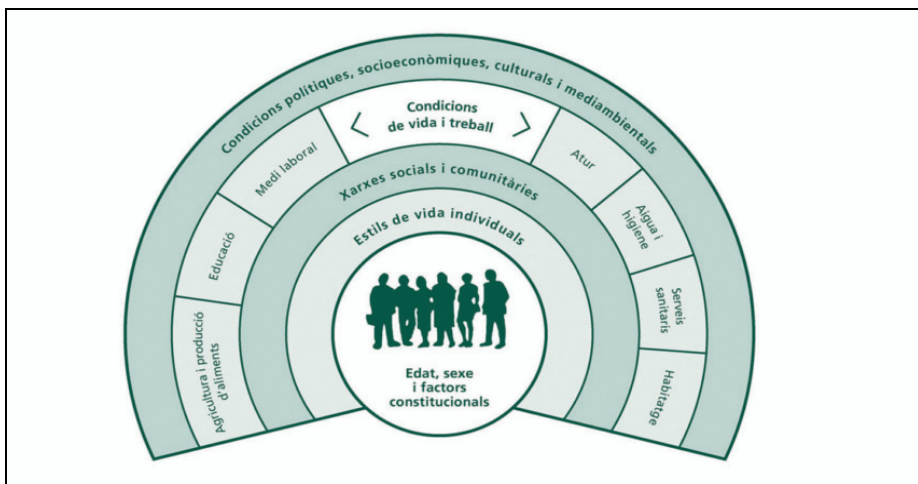 Condicions polítiques, socioeconòmiques, culturals i mediambientals
Condicions
de vida i treball
Agricultura i producció
d'aliments
Educació
Medi laboral
Atur
Aigua i
higiene
Serveis
sanitaris
Habitatge
Xarxes socials i comunitàries
Estils de vida individuals
Edat, sexe
i factors
constitucionals